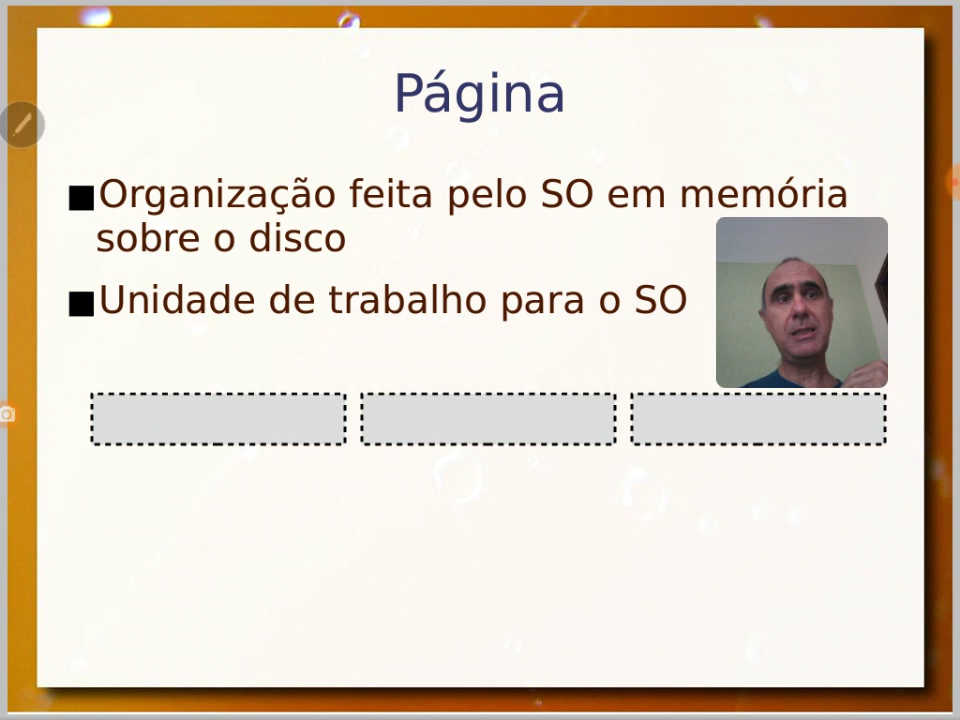 Página
Organização feita pelo SO em memória
sobre o disco
Unidade de trabalho para o SO